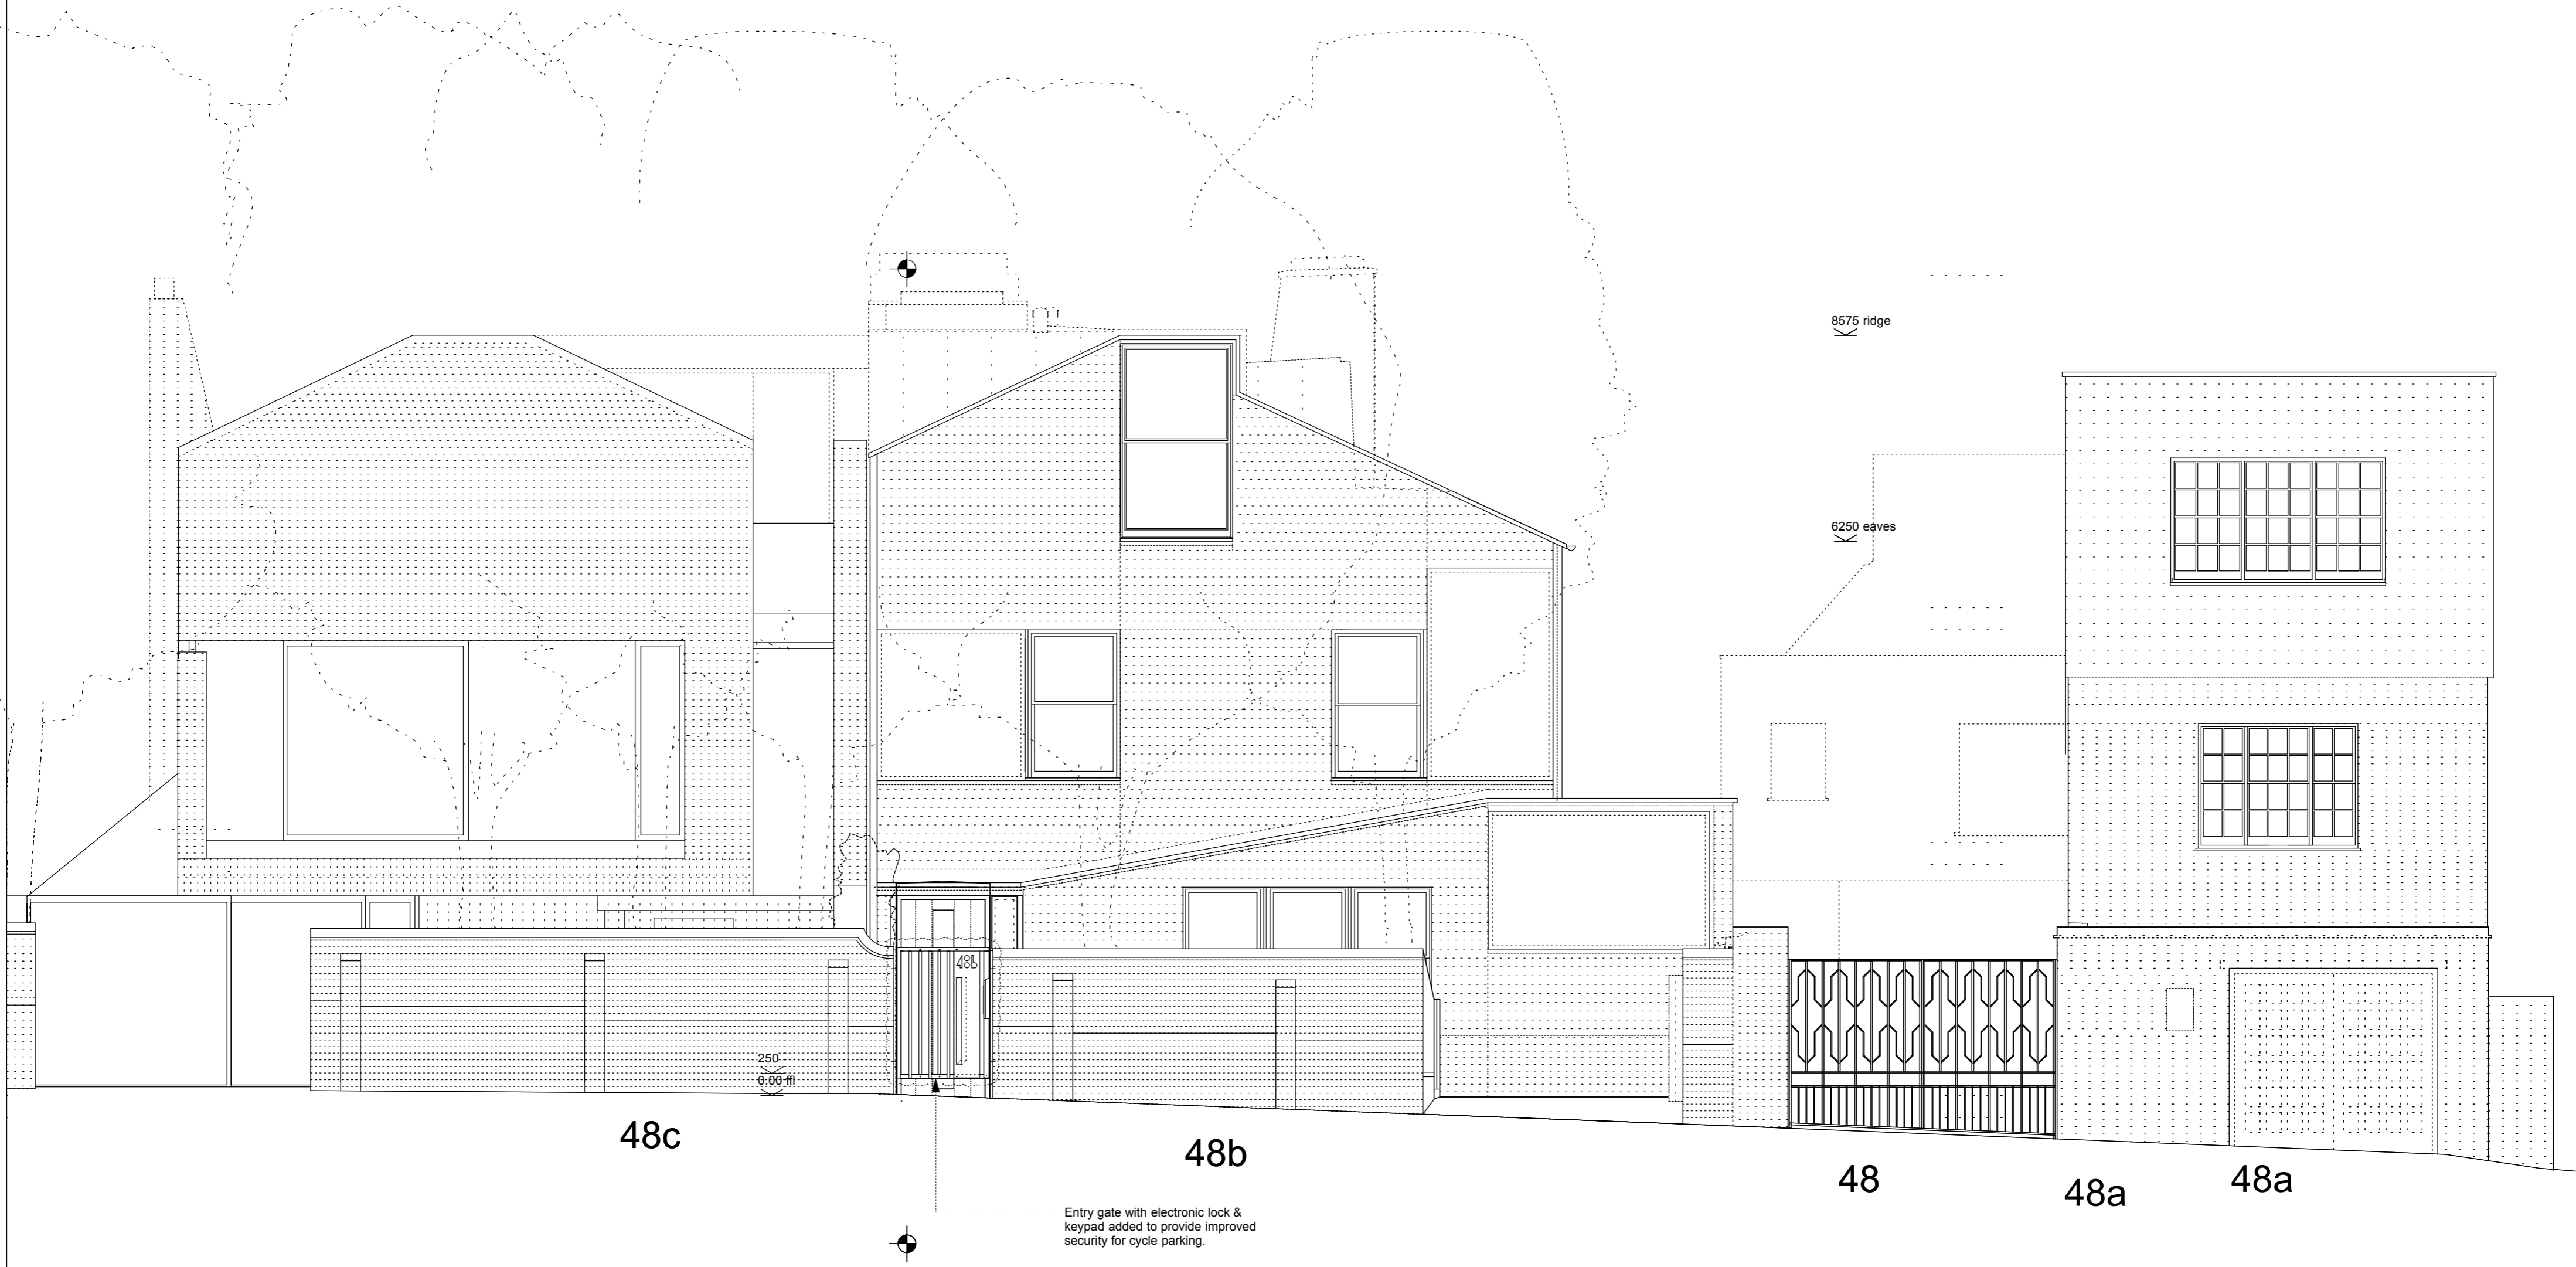 8575 ridge
6250 eaves
48b
250
0.00 ffl
48c
48b
48
48a
48a
Entry gate with electronic lock &
keypad added to provide improved
security for cycle parking.